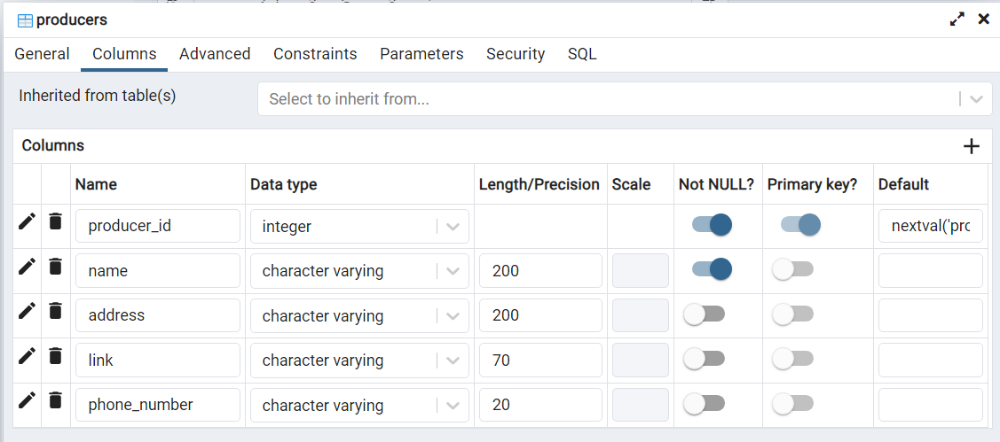 producers
General Columns Advanced Constraints Parameters Security SQL
Inherited from table(s) Select to inherit from...
Columns
Name Data type Length/Precision Scale Not NULL? Primary key? Default
producer_id integer nextval('prc
name character varying 200
address character varying 200
link character varying 70
phone_number character varying 20